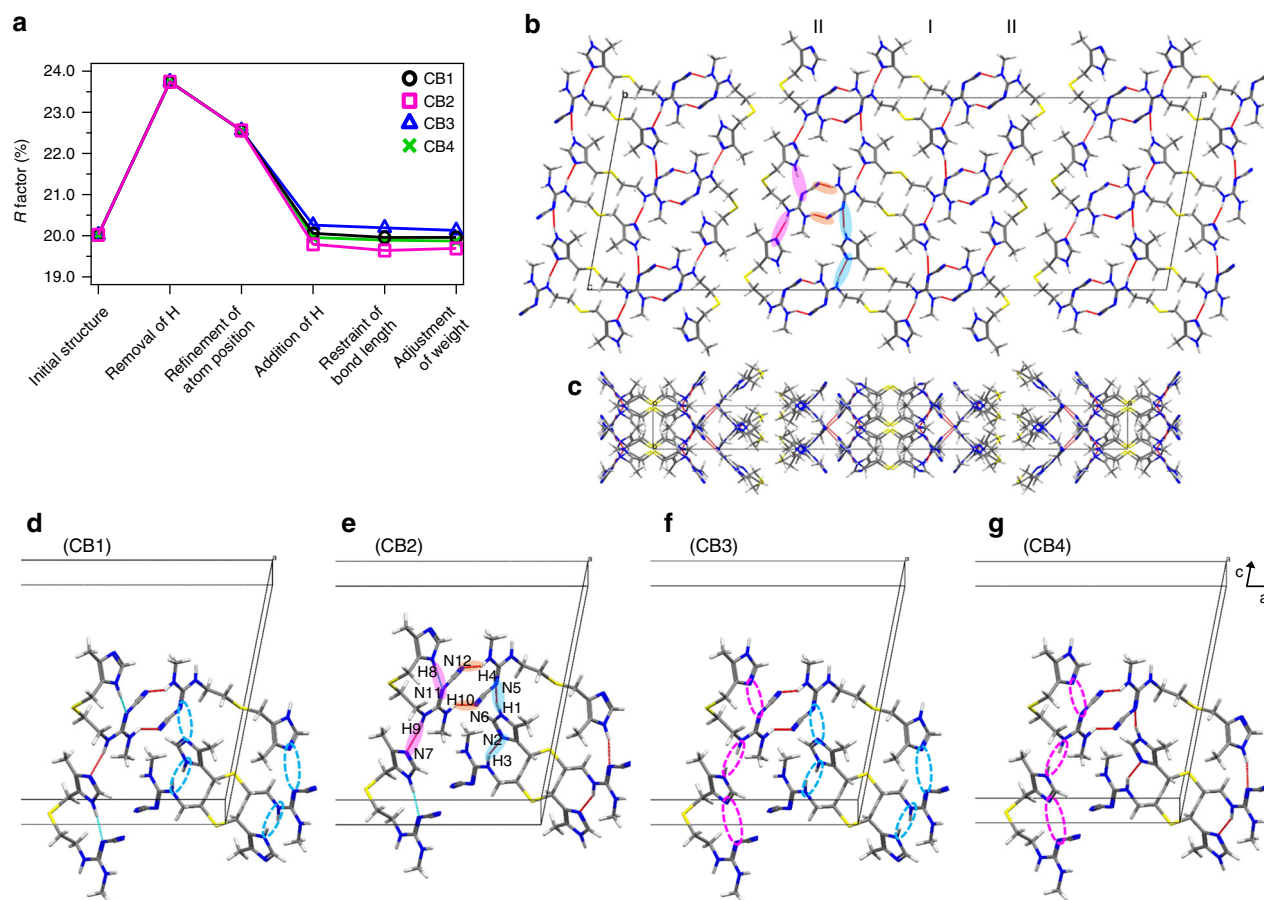 a
24.0
23.0
22.0
21.0
20.0
19.0
R factor (%)
CB1
CB2
CB3
CB4
Initial structure
Removal of H
Refinement of
atom position
Addition of H
Restraint of
bond length
Adjustment
of weight
b
II
I
II
b
a
c
c
d
(CB1)
a
e
(CB2)
a
N12
H8
H4
N11
N5
H10
H1
N6
H9
N2
N7
H3
f
(CB3)
a
g
(CB4)
a
c
a